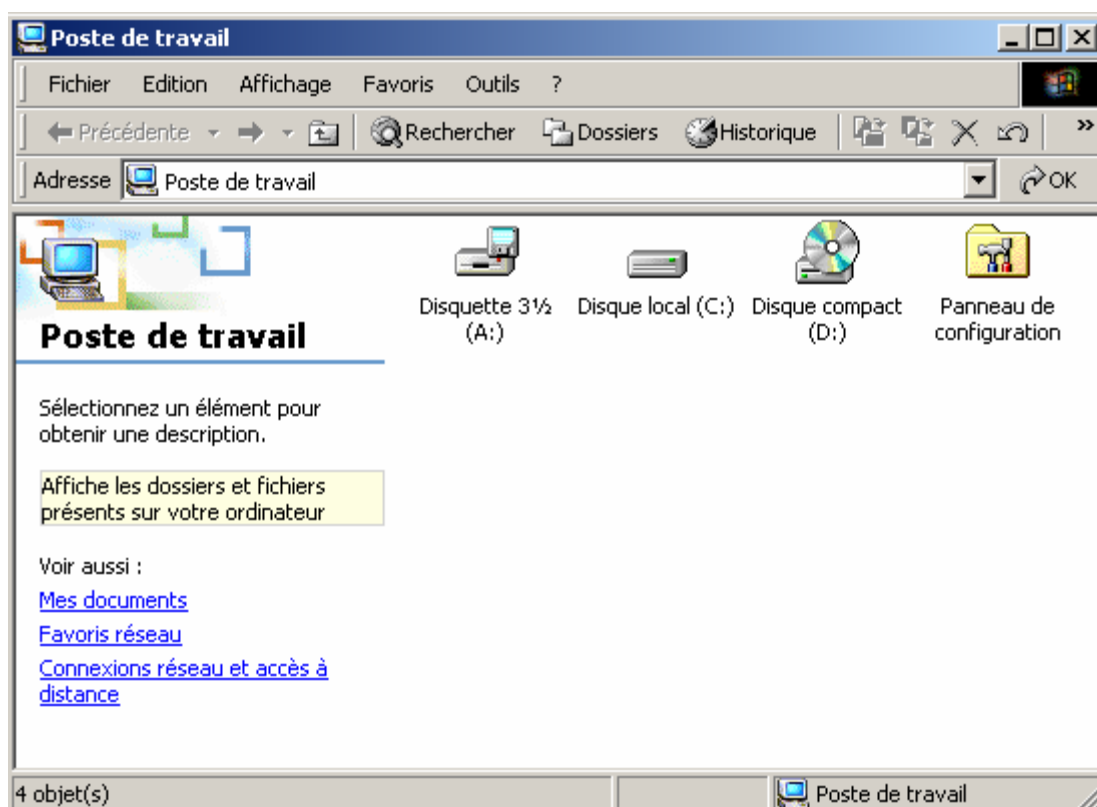 Poste de travail
Fichier Edition Affichage Favoris Outils ?
Précédente Rechercher Dossiers Historique »
Adresse Poste de travail OK
Poste de travail
Sélectionnez un élément pour
obtenir une description.
Affiche les dossiers et fichiers
présents sur votre ordinateur
Voir aussi :
Mes documents
Favoris réseau
Connexions réseau et accès à
distance
Disquette 3½
(A:)
Disque local (C:)
Disque compact
(D:)
Panneau de
configuration
4 objet(s)
Poste de travail